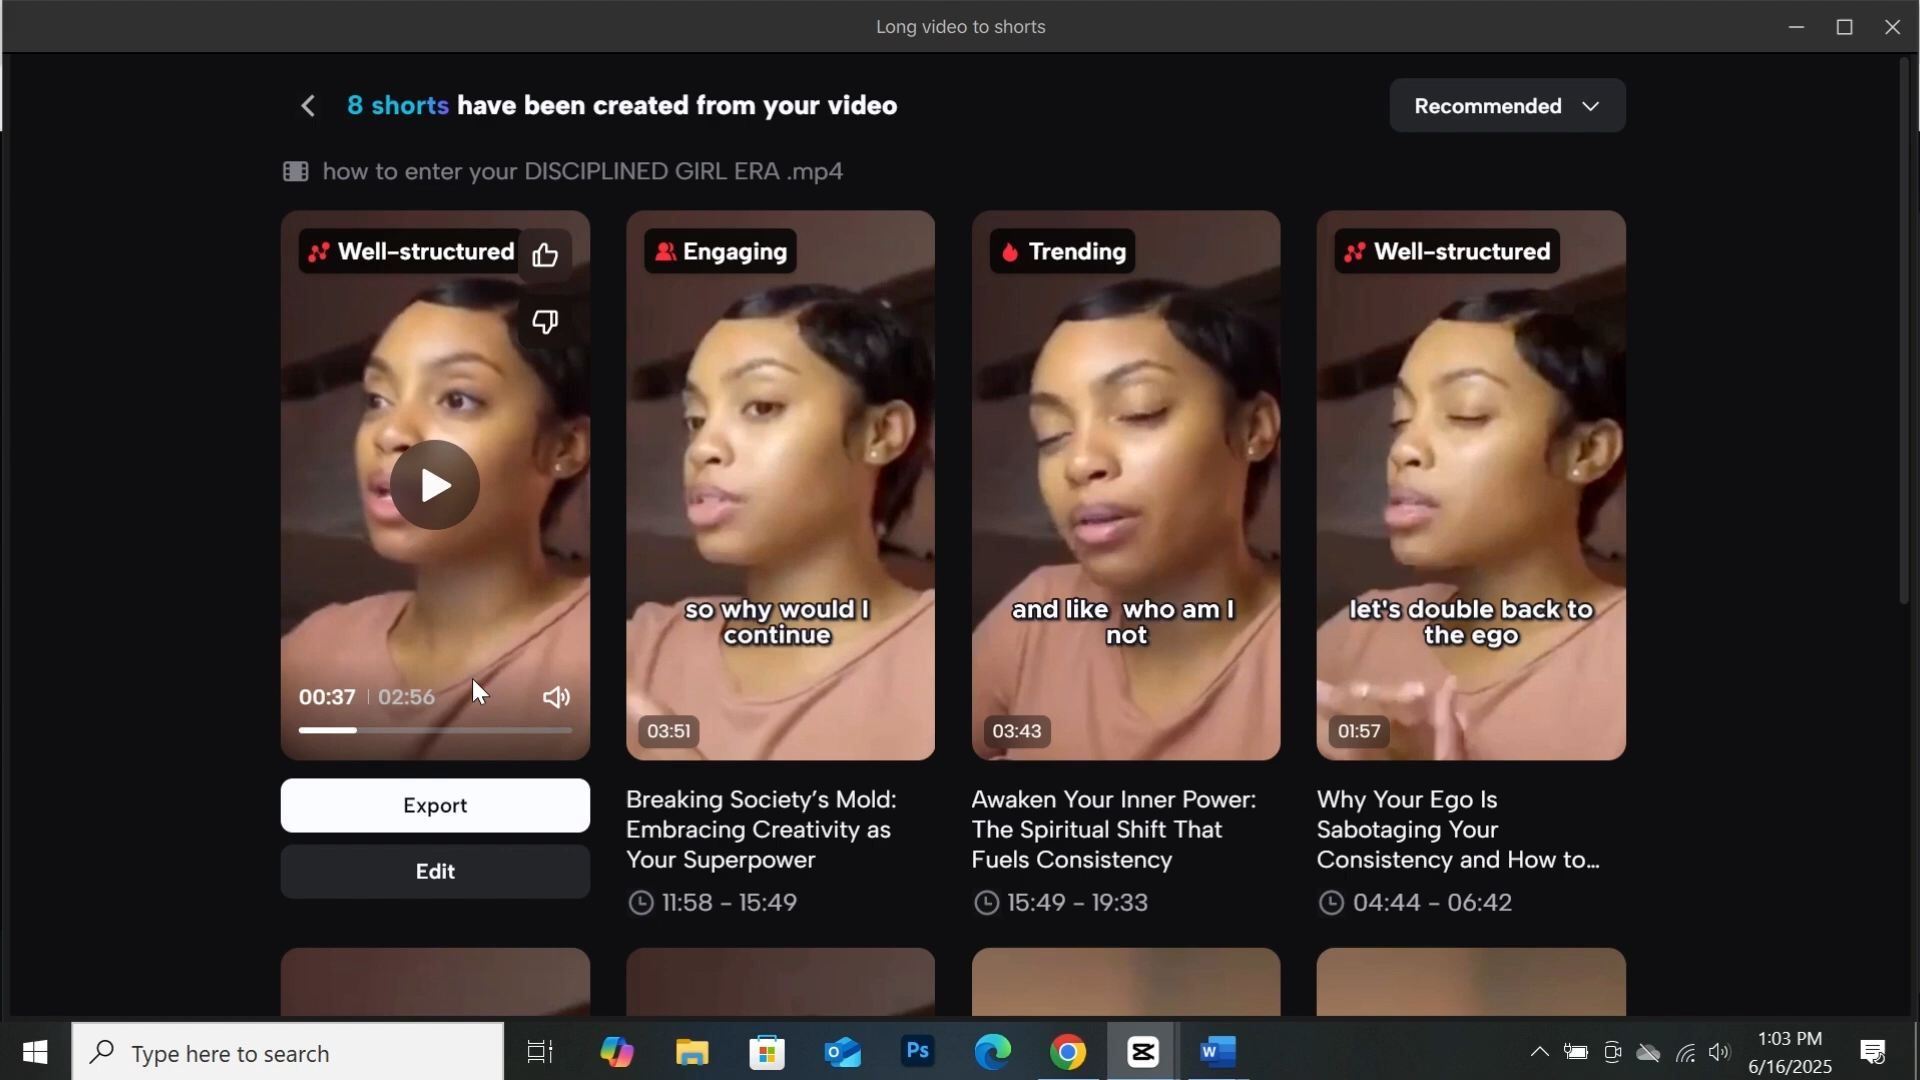 Long video to shorts
8 shorts have been created from your video
Recommended
how to enter your DISCIPLINED GIRL ERA .mp4
Well-structured
Engaging
Trending
Well-structured
so why would I
continue
and like who am I
not
let's double back to
the ego
00:37 | 02:56
03:51
03:43
01:57
Export
Edit
Breaking Society's Mold:
Embracing Creativity as
Your Superpower
11:58 - 15:49
Awaken Your Inner Power:
The Spiritual Shift That
Fuels Consistency
15:49 - 19:33
Why Your Ego Is
Sabotaging Your
Consistency and How to...
04:44 - 06:42
Type here to search
Ps
1:03 PM
6/16/2025